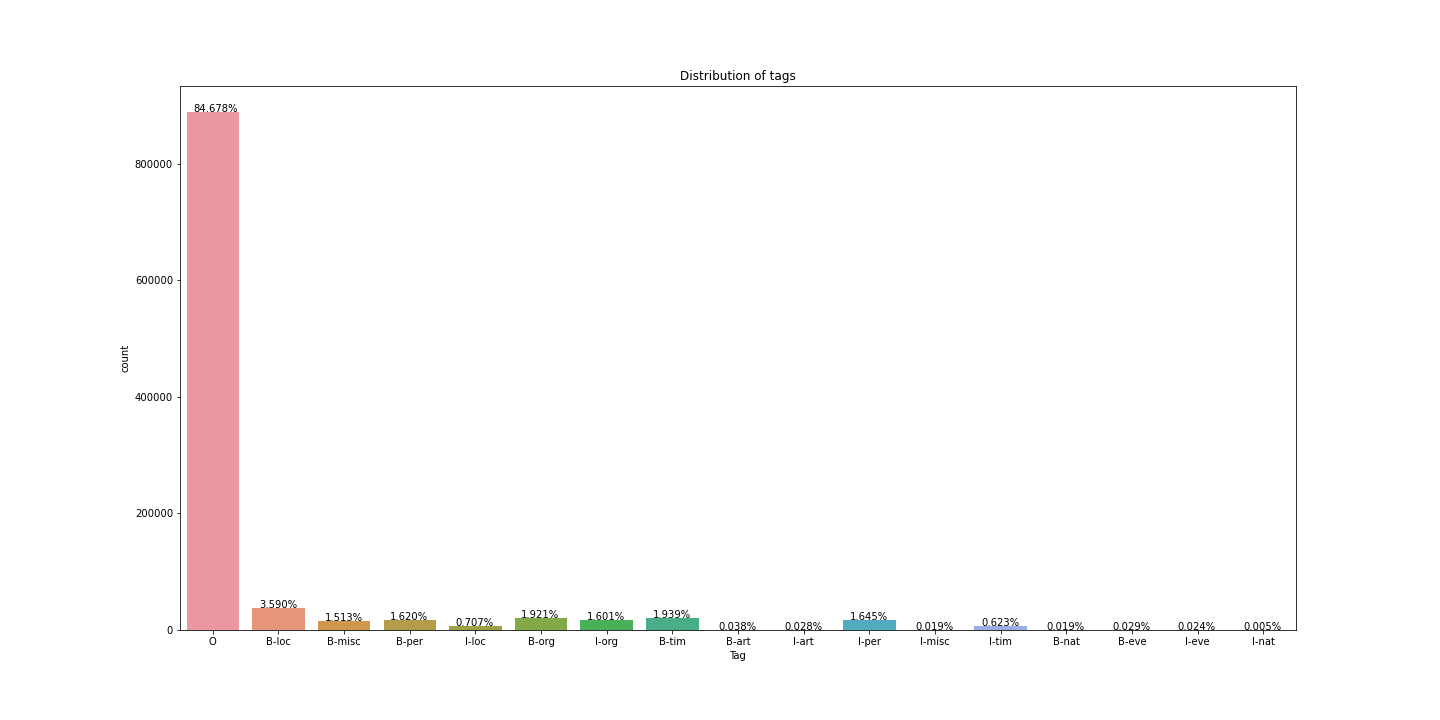 Distribution of tags
84.678%
800000
600000
count
400000
200000
3.590% 1.513% 1.620% 0.707% 1.921% 1.601% 1.939% 0.038% 0.028% 1.645% 0.019% 0.623% 0.019% 0.029% 0.024% 0.005%
0
O B-loc B-misc B-per I-loc B-org I-org B-tim B-art I-art I-per I-misc I-tim B-nat B-eve I-eve I-nat
Tag